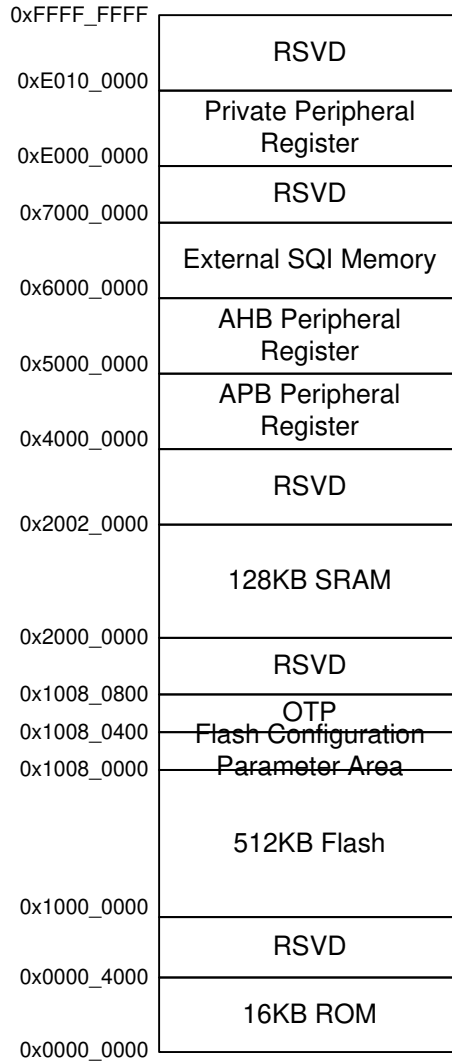 0xFFFF_FFFF
RSVD
0xE010_0000
Private Peripheral
Register
0xE000_0000
RSVD
0x7000_0000
External SQI Memory
0x6000_0000
AHB Peripheral
Register
0x5000_0000
APB Peripheral
Register
0x4000_0000
RSVD
0x2002_0000
128KB SRAM
0x2000_0000
RSVD
0x1008_0800
OTP
0x1008_0400
Flash Configuration
Parameter Area
0x1008_0000
512KB Flash
0x1000_0000
RSVD
0x0000_4000
16KB ROM
0x0000_0000